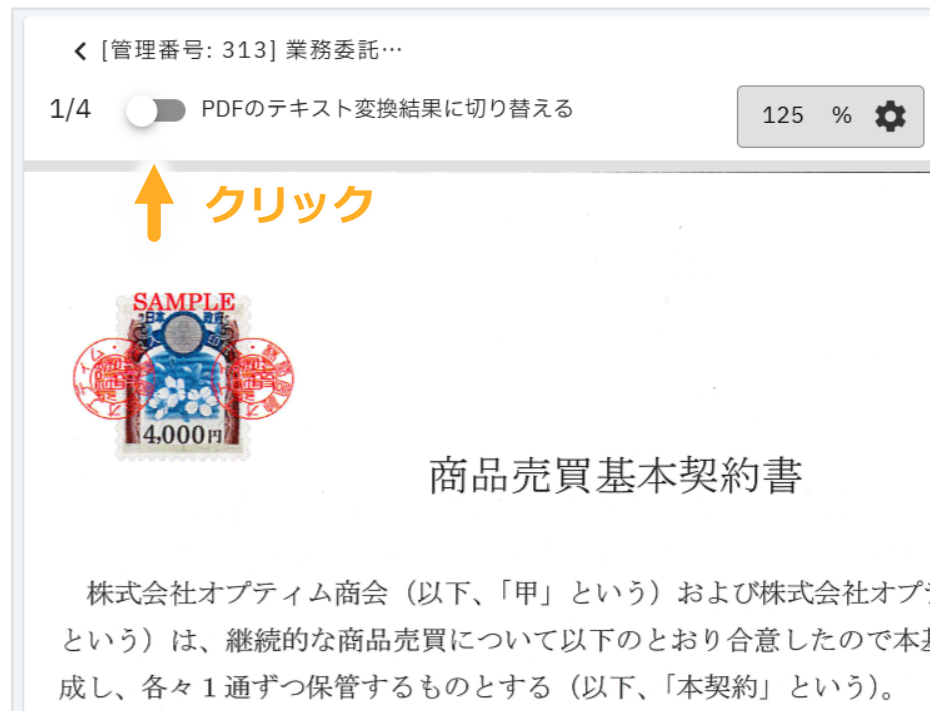 [管理番号: 313] 業務委託…
1/4 PDFのテキスト変換結果に切り替える 125 %
クリック
SAMPLE
日本 政府
4,000円
商品売買基本契約書
株式会社オプティム商会（以下、「甲」という）および株式会社オプテ
という）は、継続的な商品売買について以下のとおり合意したので本基
成し、各々1通ずつ保管するものとする（以下、「本契約」という）。